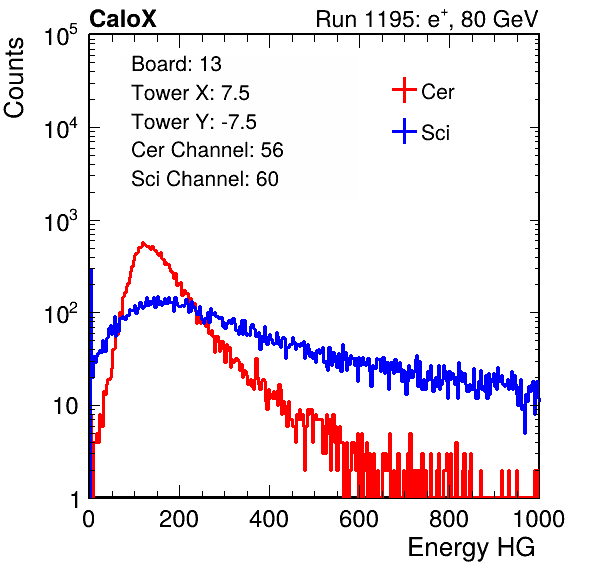 CaloX Run 1195: e⁺, 80 GeV
Counts
10⁵
10⁴
10³
10²
10
1
Board: 13
Tower X: 7.5
Tower Y: -7.5
Cer Channel: 56
Sci Channel: 60
Cer
Sci
0 200 400 600 800 1000
Energy HG